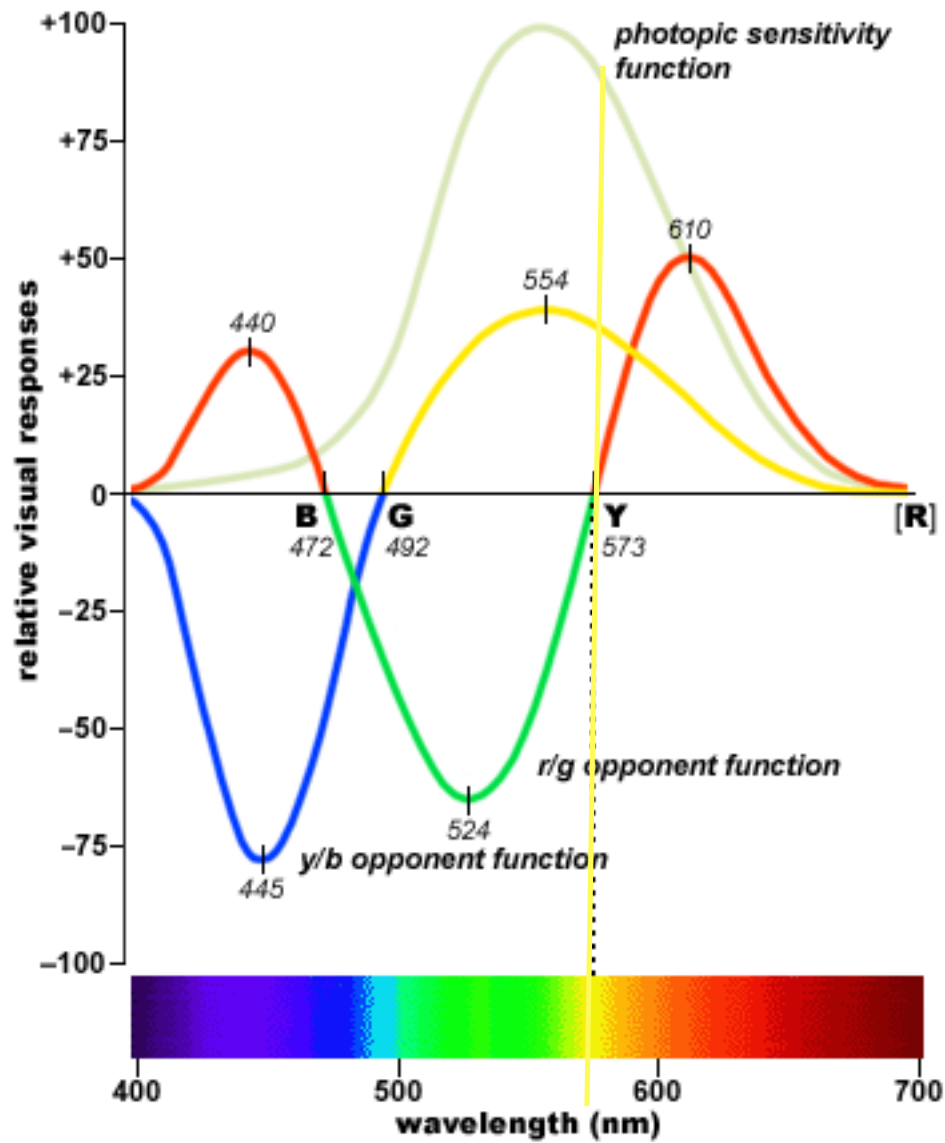 +100
photopic sensitivity
function
+75
610
+50
554
440
+25
0
B
G
Y
[R]
472
492
573
relative visual responses
−25
−50
r/g opponent function
−75
524
y/b opponent function
445
−100
400
500
600
700
wavelength (nm)